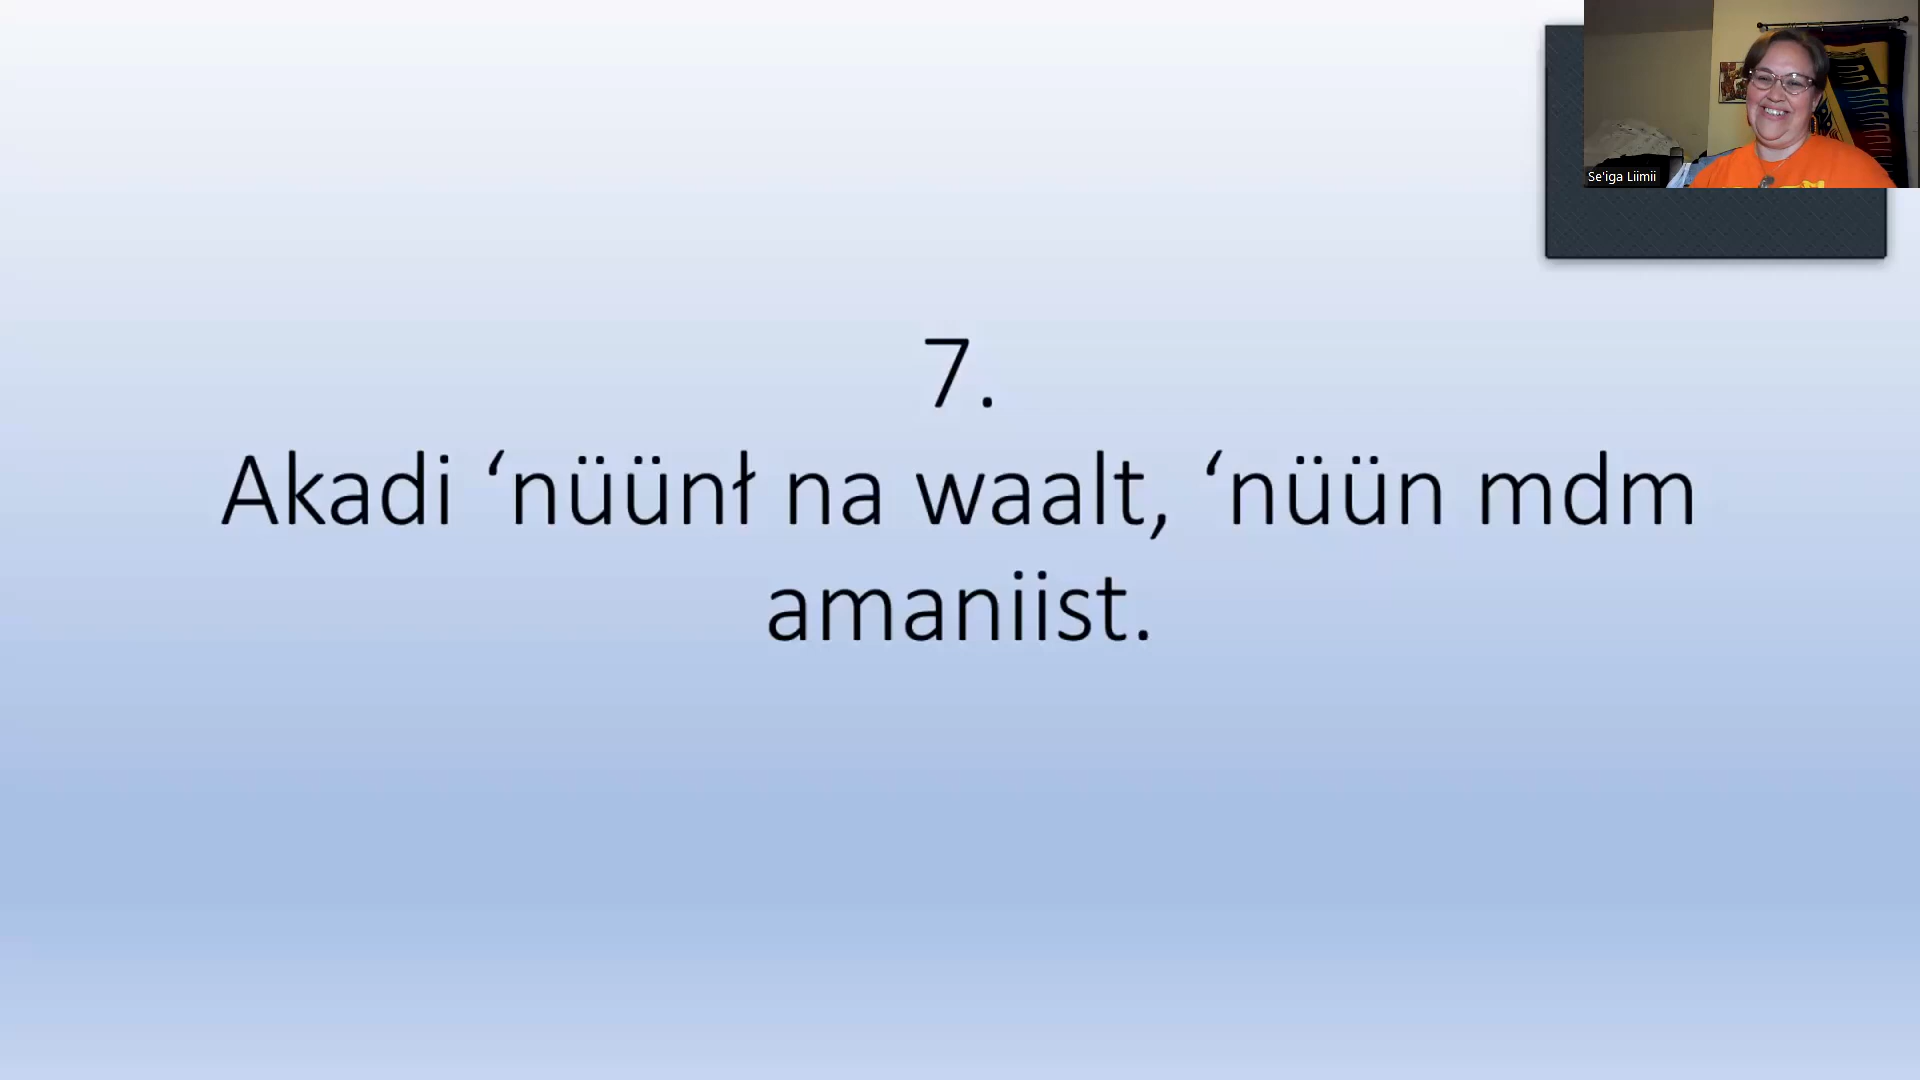 Se'iga Liimii
7.
Akadi ‘nüünł na waalt, ‘nüün mdm
amaniist.